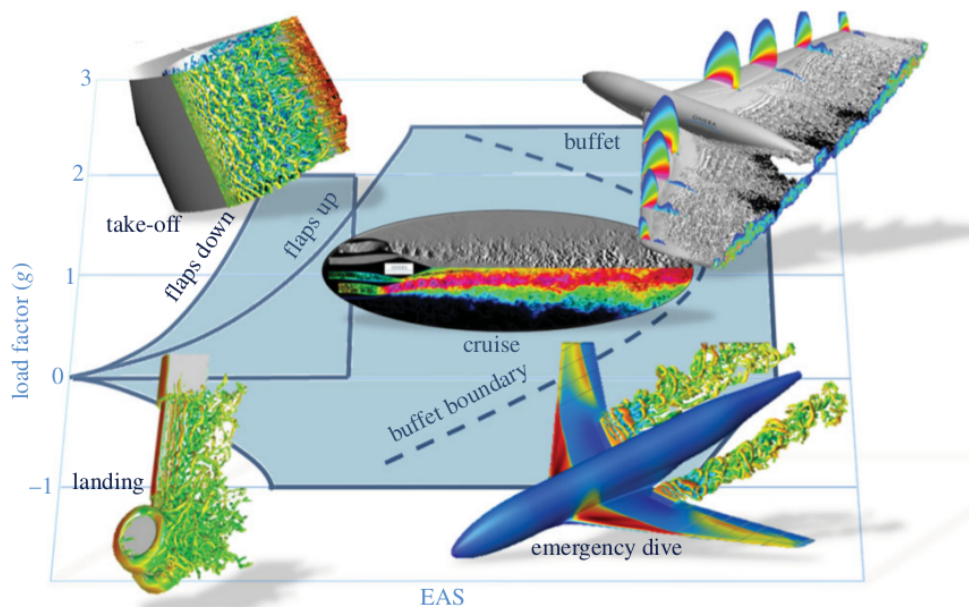 3
buffet
2
take-off
flaps down
flaps up
1
load factor (g)
cruise
0
buffet boundary
landing
–1
emergency dive
EAS